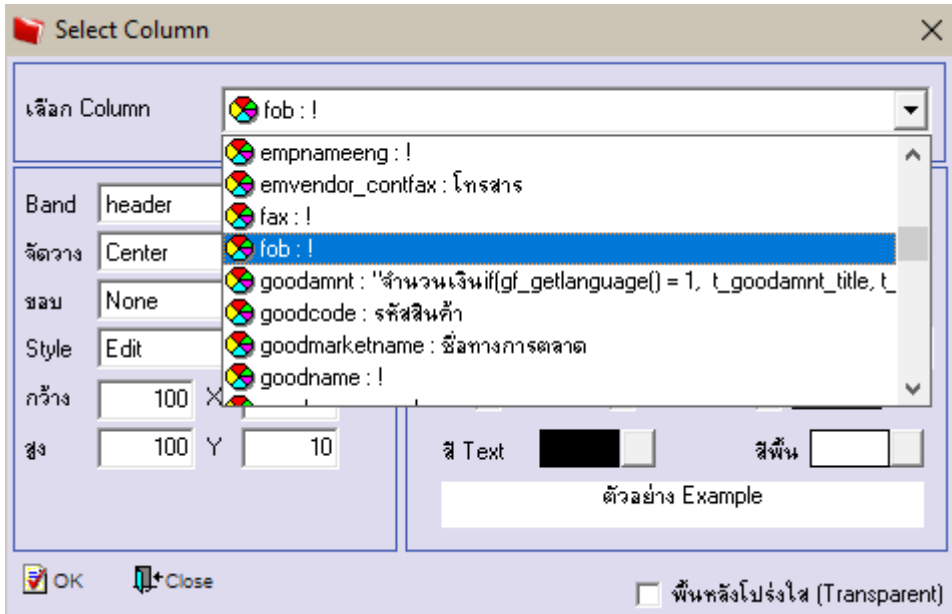 Select Column
เลือก Column
fob : !
empnameeng : !
emvendor_contfax : โทรสาร
fax : !
fob : !
goodamnt : "จำนวนเงินif(gf_getlanguage() = 1, t_goodamnt_title, t_
goodcode : รหัสสินค้า
goodmarketname : ชื่อทางการตลาด
goodname : !
Band header
จัดวาง Center
ขอบ None
Style Edit
กว้าง 100 X
สูง 100 Y 10
สี Text
สีพื้น
ตัวอย่าง Example
OK Close
พื้นหลังโปร่งใส (Transparent)